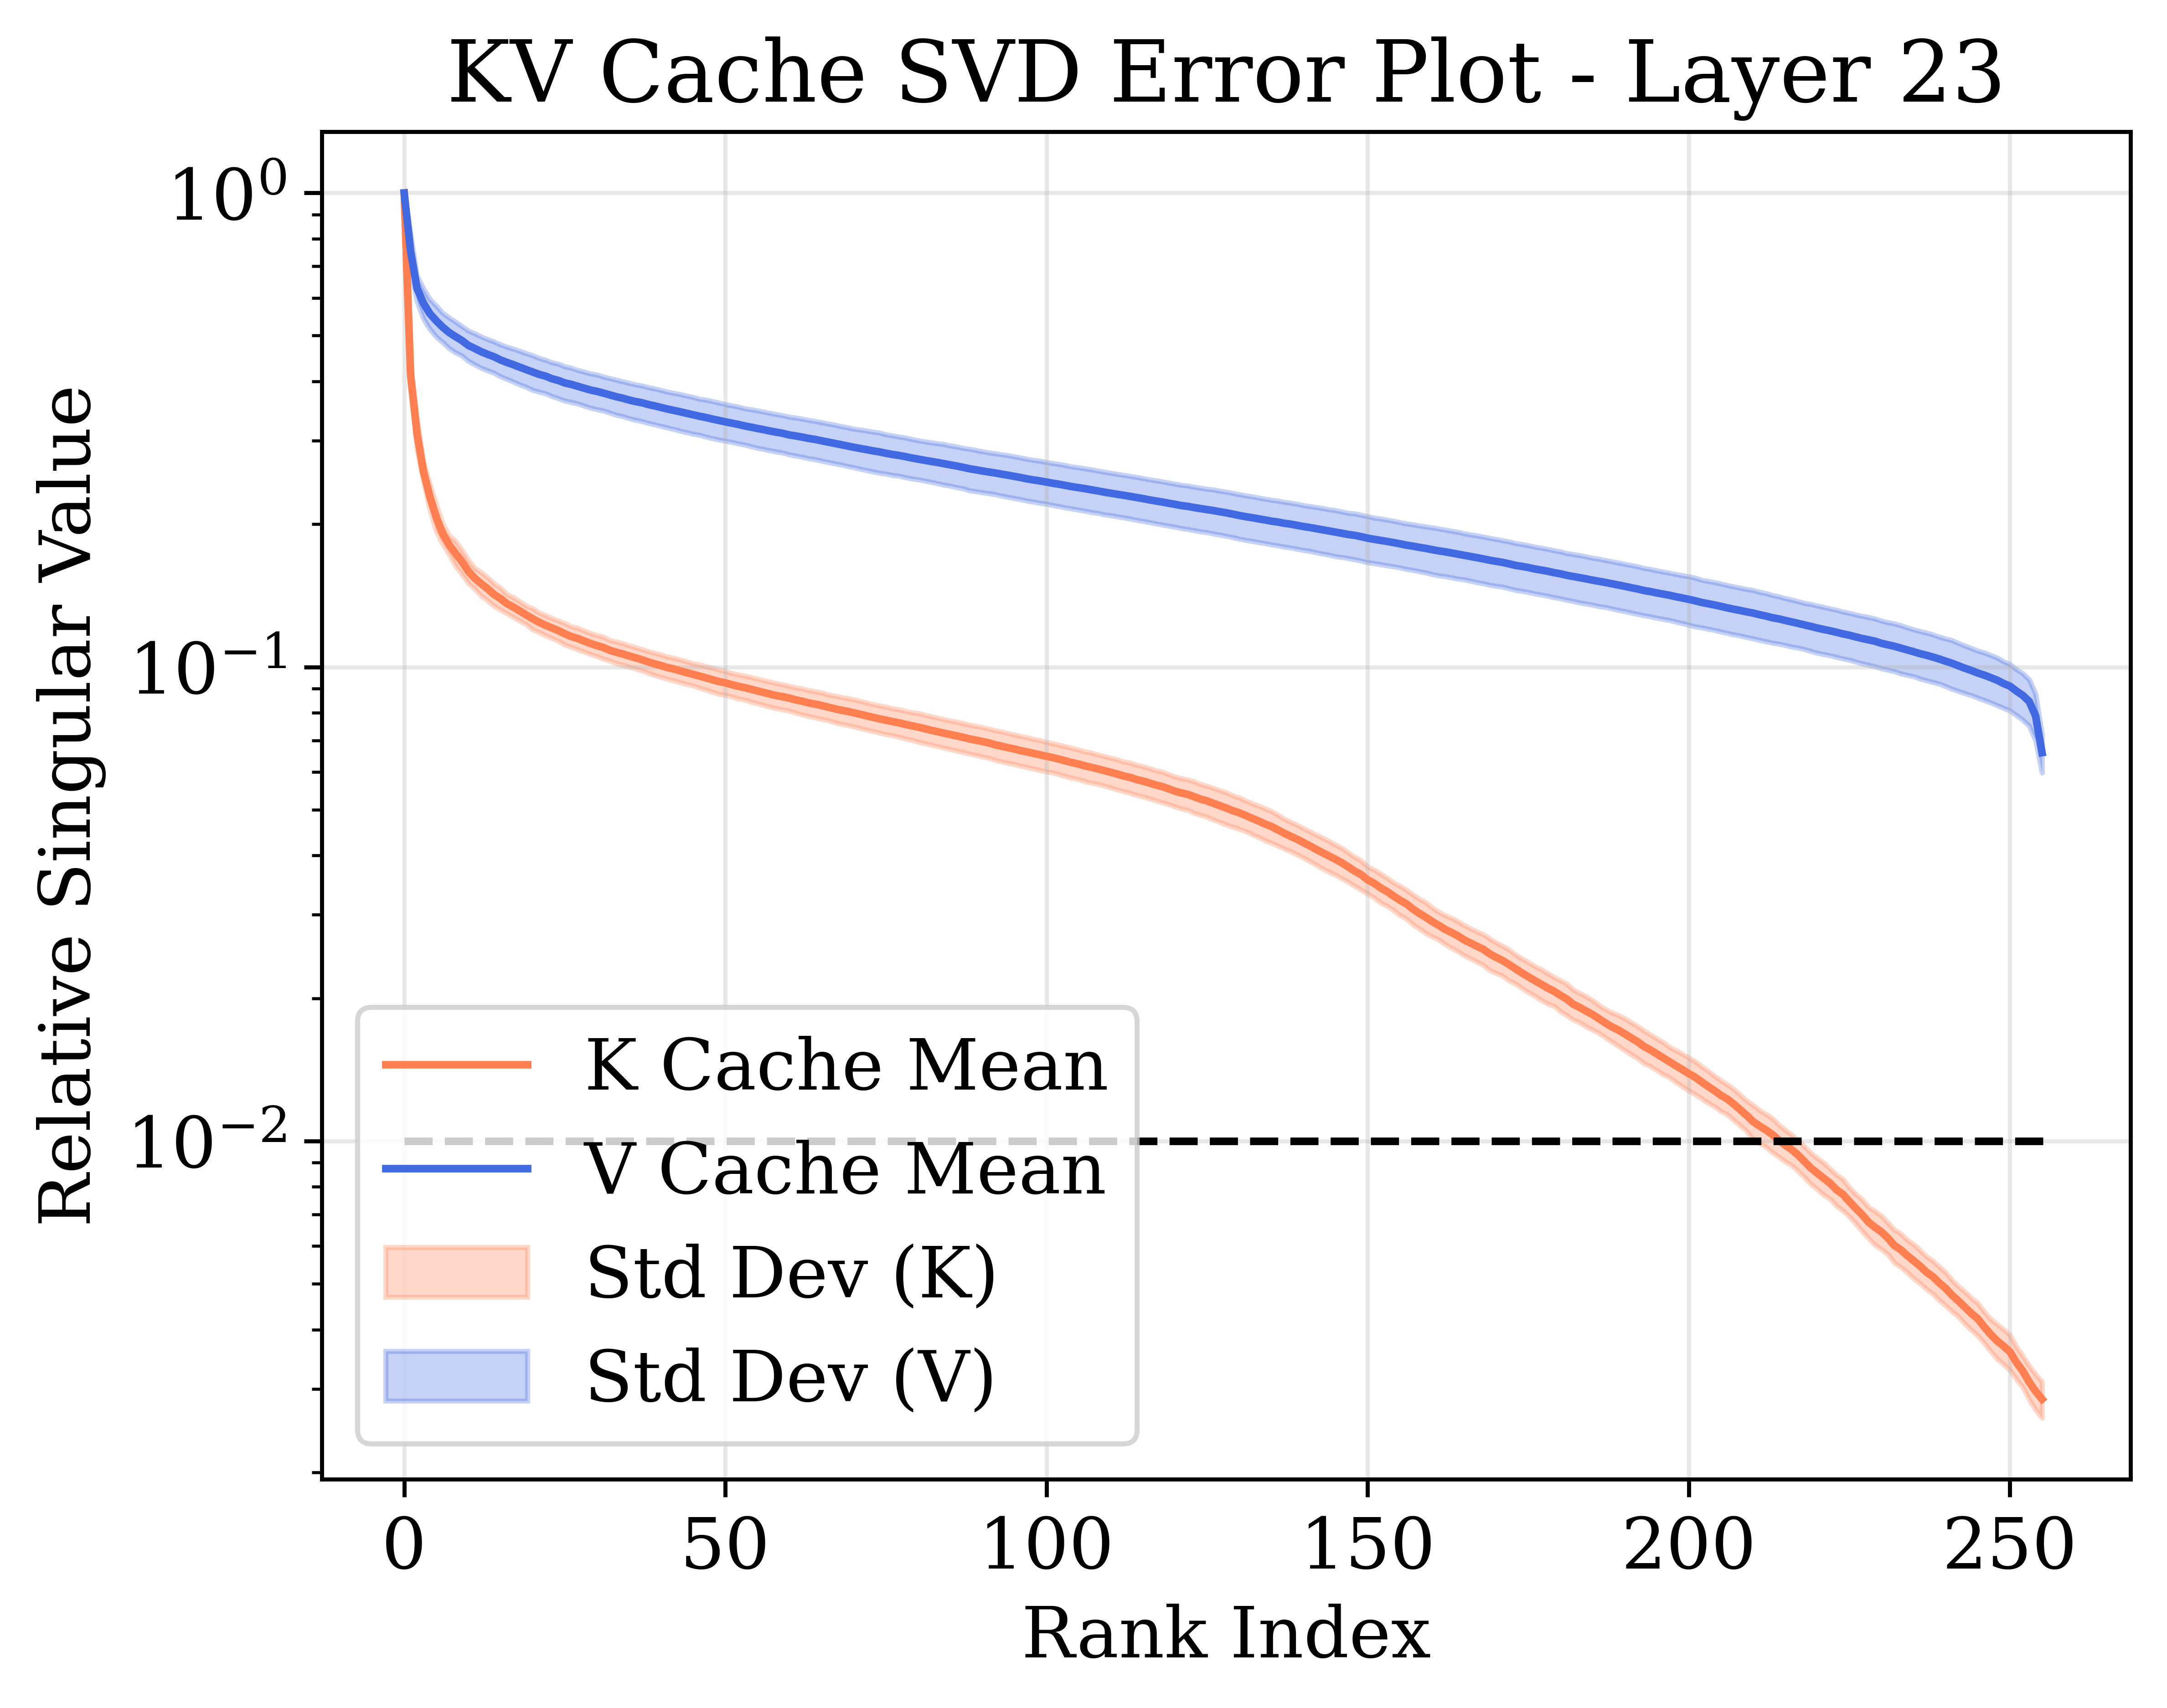 KV Cache SVD Error Plot - Layer 23
Relative Singular Value
10⁰
10⁻¹
10⁻²
K Cache Mean
V Cache Mean
Std Dev (K)
Std Dev (V)
0 50 100 150 200 250
Rank Index